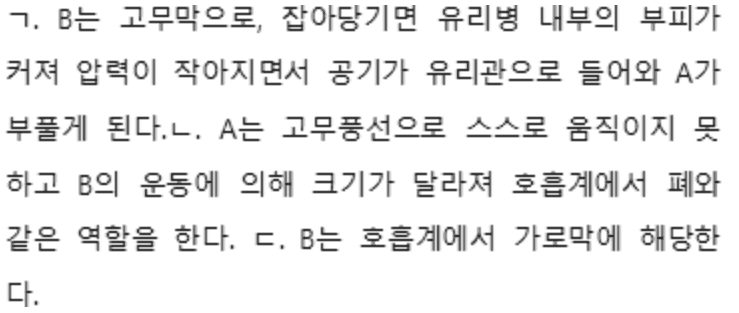 ㄱ. B는 고무막으로, 잡아당기면 유리병 내부의 부피가
커져 압력이 작아지면서 공기가 유리관으로 들어와 A가
부풀게 된다.ㄴ. A는 고무풍선으로 스스로 움직이지 못
하고 B의 운동에 의해 크기가 달라져 호흡계에서 폐와
같은 역할을 한다. ㄷ. B는 호흡계에서 가로막에 해당한
다.